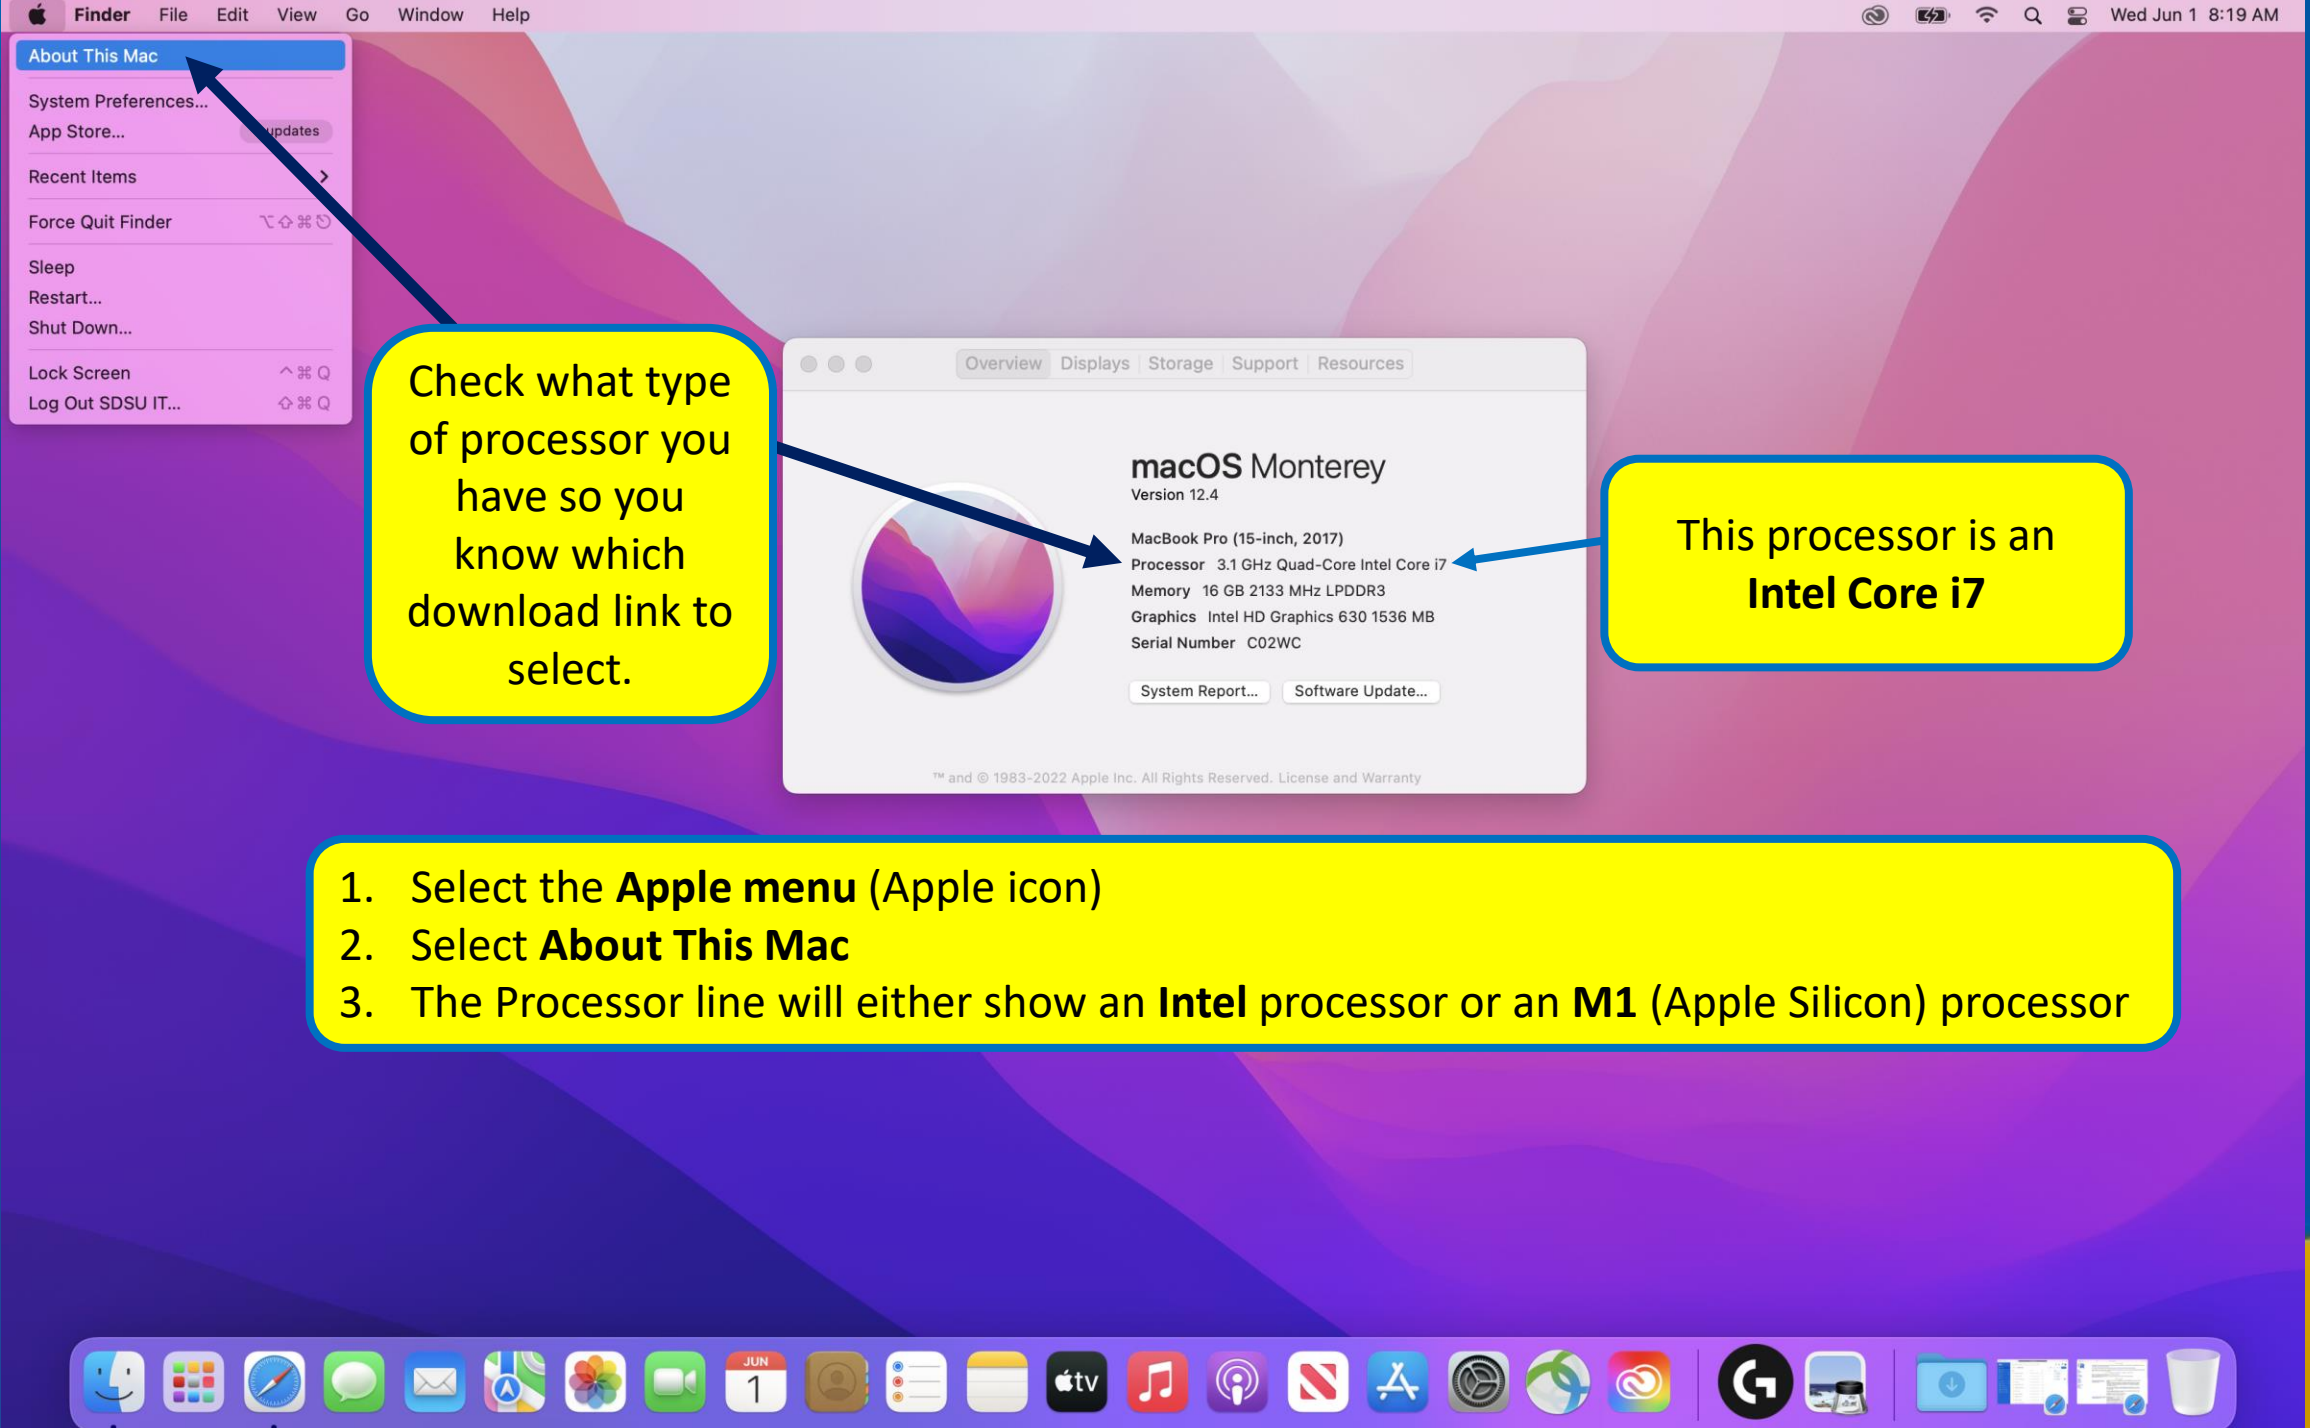 Finder File Edit View Go Window Help
Wed Jun 1 8:19 AM
About This Mac
System Preferences...
App Store... updates
Recent Items
Force Quit Finder ⌥⇧⌘⎋
Sleep
Restart...
Shut Down...
Lock Screen ^⌘Q
Log Out SDSU IT... ⇧⌘Q
Check what type
of processor you
have so you
know which
download link to
select.
Overview Displays Storage Support Resources
macOS Monterey
Version 12.4
MacBook Pro (15-inch, 2017)
Processor 3.1 GHz Quad-Core Intel Core i7
Memory 16 GB 2133 MHz LPDDR3
Graphics Intel HD Graphics 630 1536 MB
Serial Number C02WC
System Report... Software Update...
™ and © 1983-2022 Apple Inc. All Rights Reserved. License and Warranty
This processor is an
Intel Core i7
1. Select the Apple menu (Apple icon)
2. Select About This Mac
3. The Processor line will either show an Intel processor or an M1 (Apple Silicon) processor
JUN
1
tv